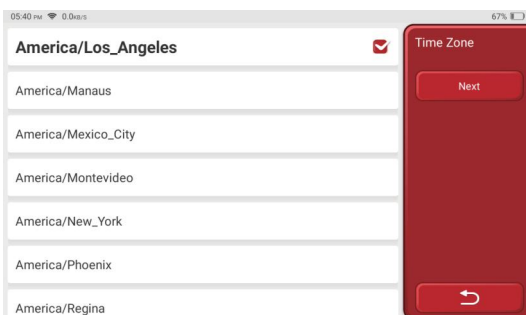 05:40 PM 0.0KB/S 67%
America/Los_Angeles
Time Zone
America/Manaus
Next
America/Mexico_City
America/Montevideo
America/New_York
America/Phoenix
America/Regina